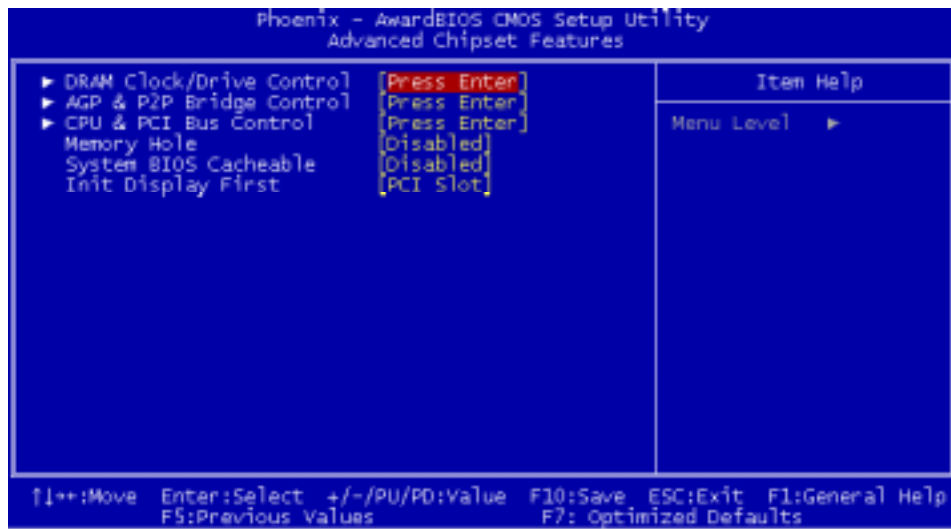 Phoenix - AwardBIOS CMOS Setup Utility
Advanced Chipset Features
► DRAM Clock/Drive Control [Press Enter]
► AGP & P2P Bridge Control [Press Enter]
► CPU & PCI Bus Control [Press Enter]
Memory Hole [Disabled]
System BIOS Cacheable [Disabled]
Init Display First [PCI Slot]
Item Help
Menu Level ►
↑↓→←:Move Enter:Select +/-/PU/PD:Value F10:Save ESC:Exit F1:General Help
F5:Previous Values F7: Optimized Defaults